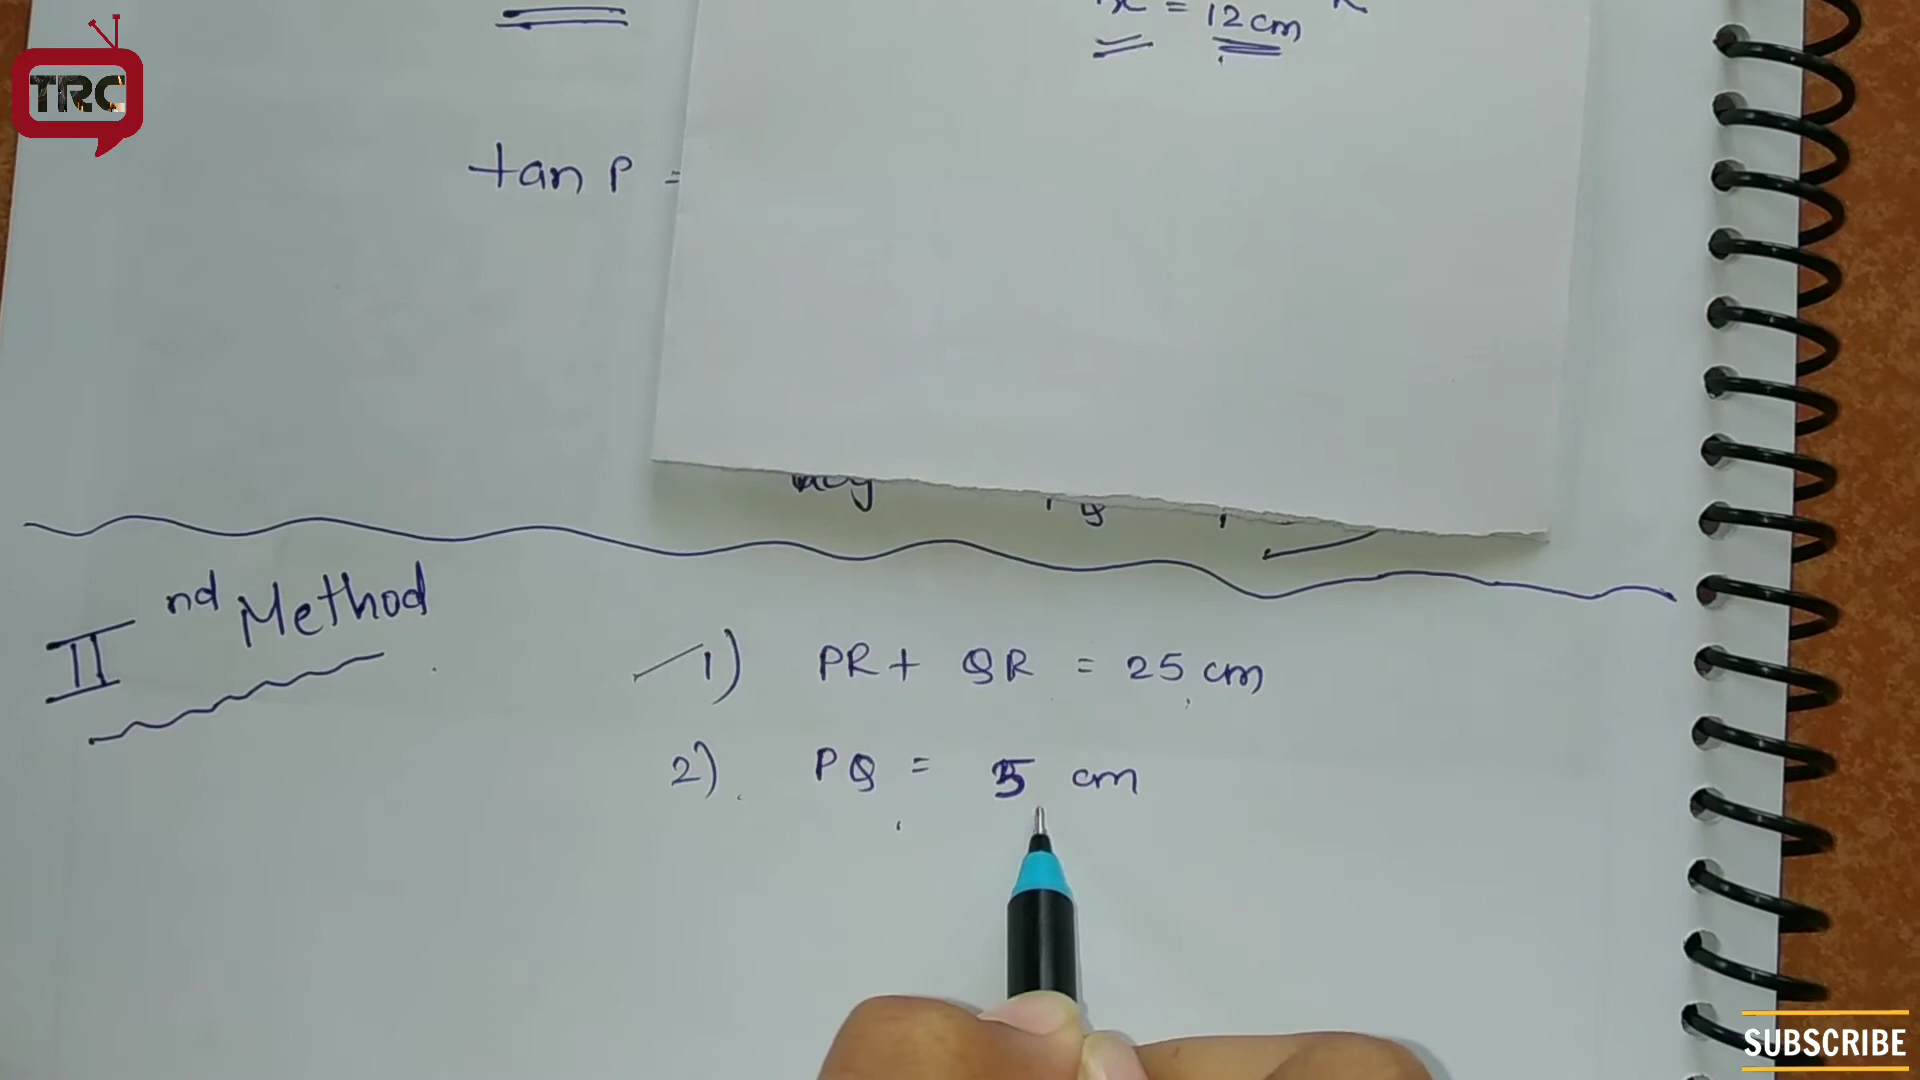 TRC
= 12cm
tan P =
IInd Method
1) PR + QR = 25 cm
2) PQ = 5 cm
SUBSCRIBE